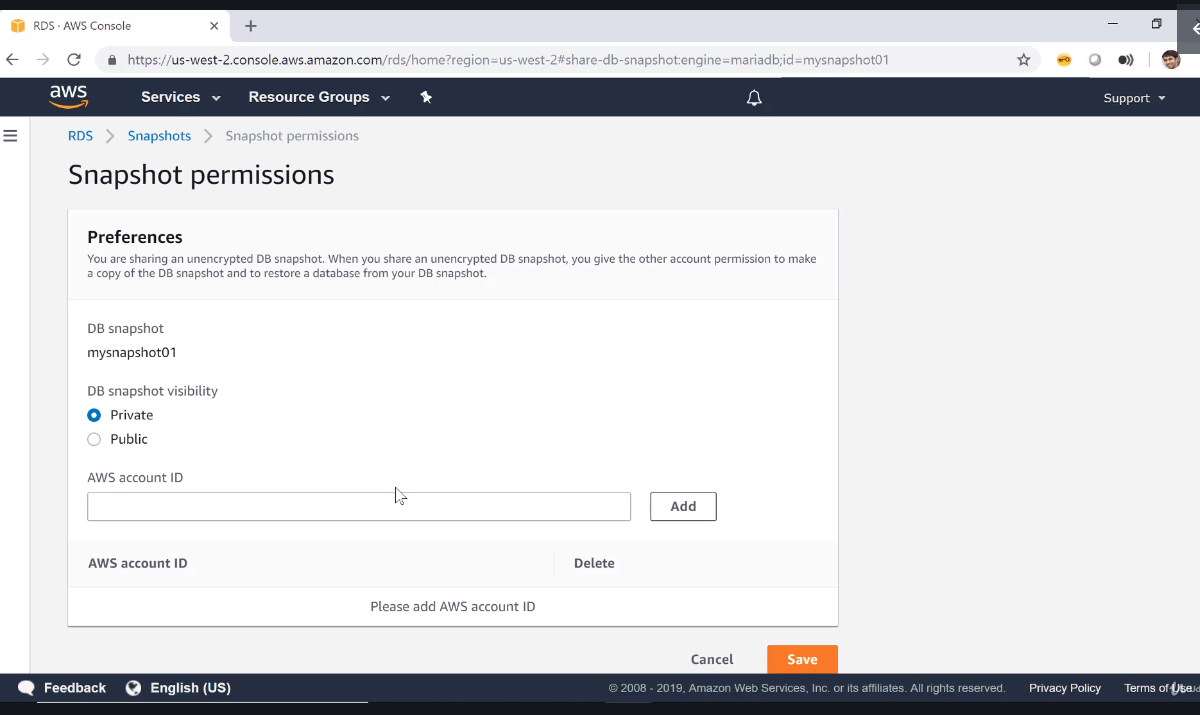 RDS · AWS Console
https://us-west-2.console.aws.amazon.com/rds/home?region=us-west-2#share-db-snapshot:engine=mariadb;id=mysnapshot01
aws Services Resource Groups Support
RDS Snapshots Snapshot permissions
Snapshot permissions
Preferences
You are sharing an unencrypted DB snapshot. When you share an unencrypted DB snapshot, you give the other account permission to make
a copy of the DB snapshot and to restore a database from your DB snapshot.
DB snapshot
mysnapshot01
DB snapshot visibility
Private
Public
AWS account ID
Add
AWS account ID Delete
Please add AWS account ID
Cancel Save
Feedback English (US) © 2008 - 2019, Amazon Web Services, Inc. or its affiliates. All rights reserved. Privacy Policy Terms of Use